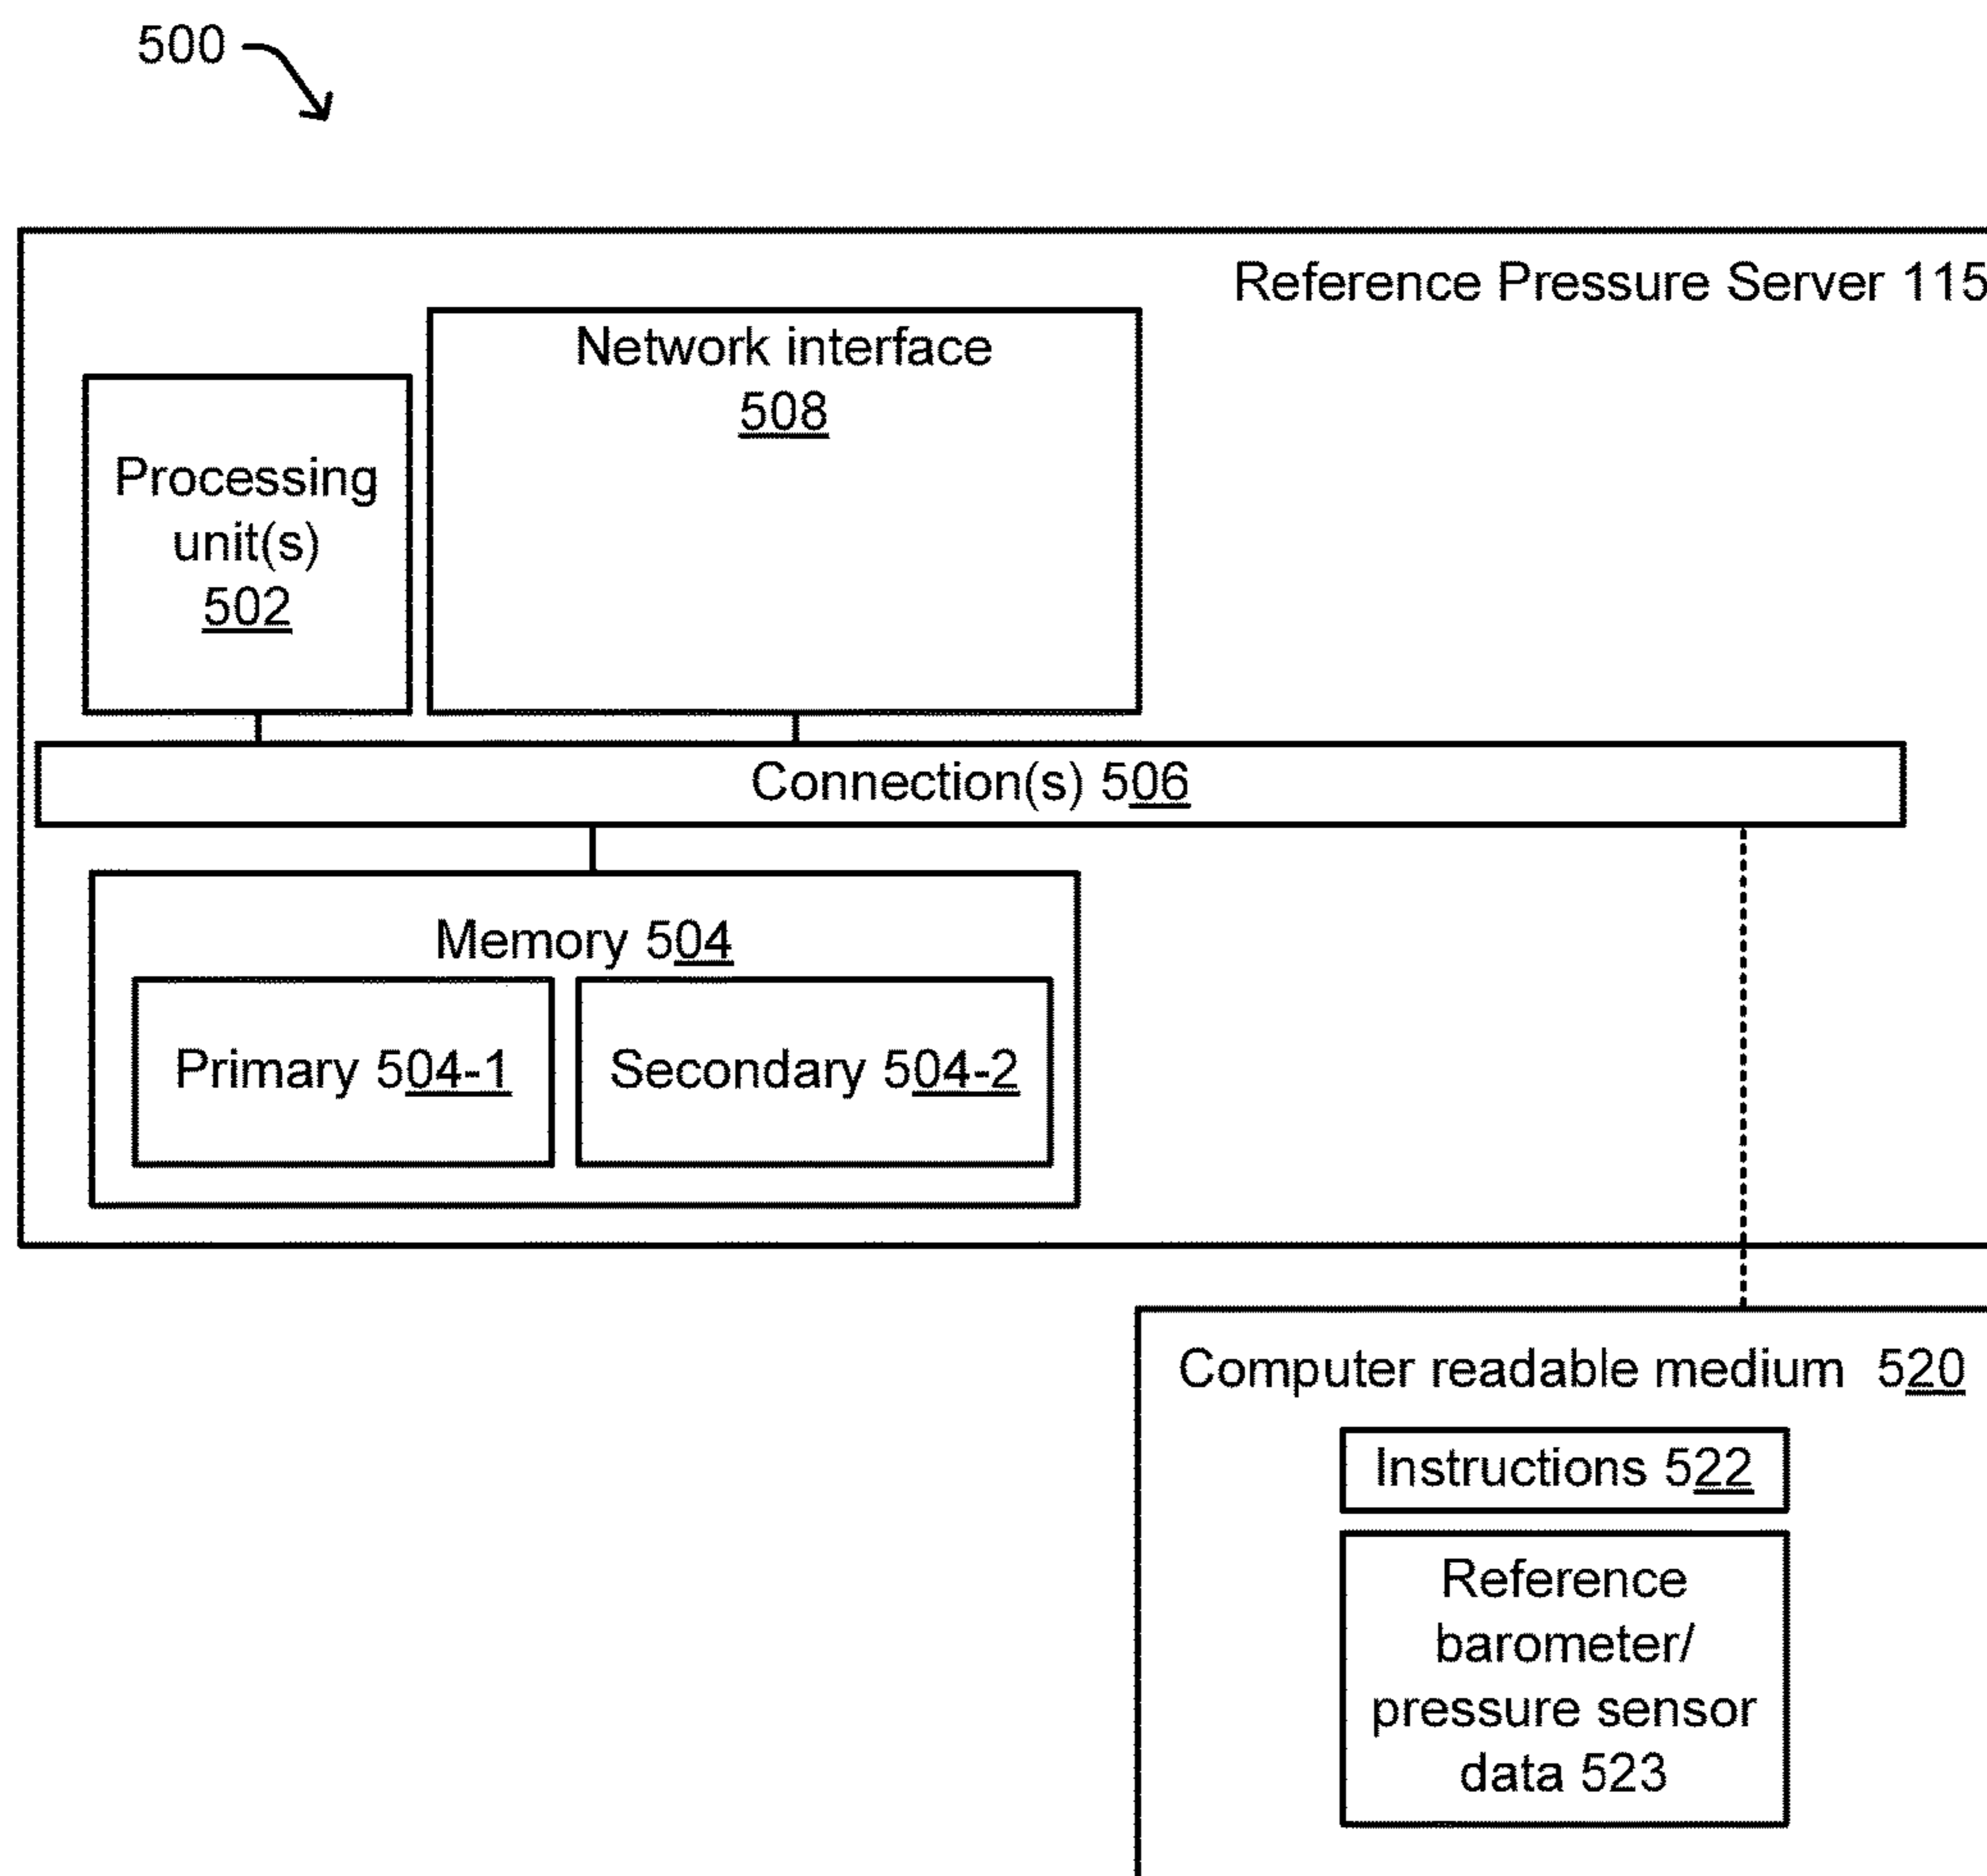 500
Reference Pressure Server 115
Network interface
508
Processing
unit(s)
502
Connection(s) 506
Memory 504
Primary 504-1
Secondary 504-2
Computer readable medium 520
Instructions 522
Reference
barometer/
pressure sensor
data 523